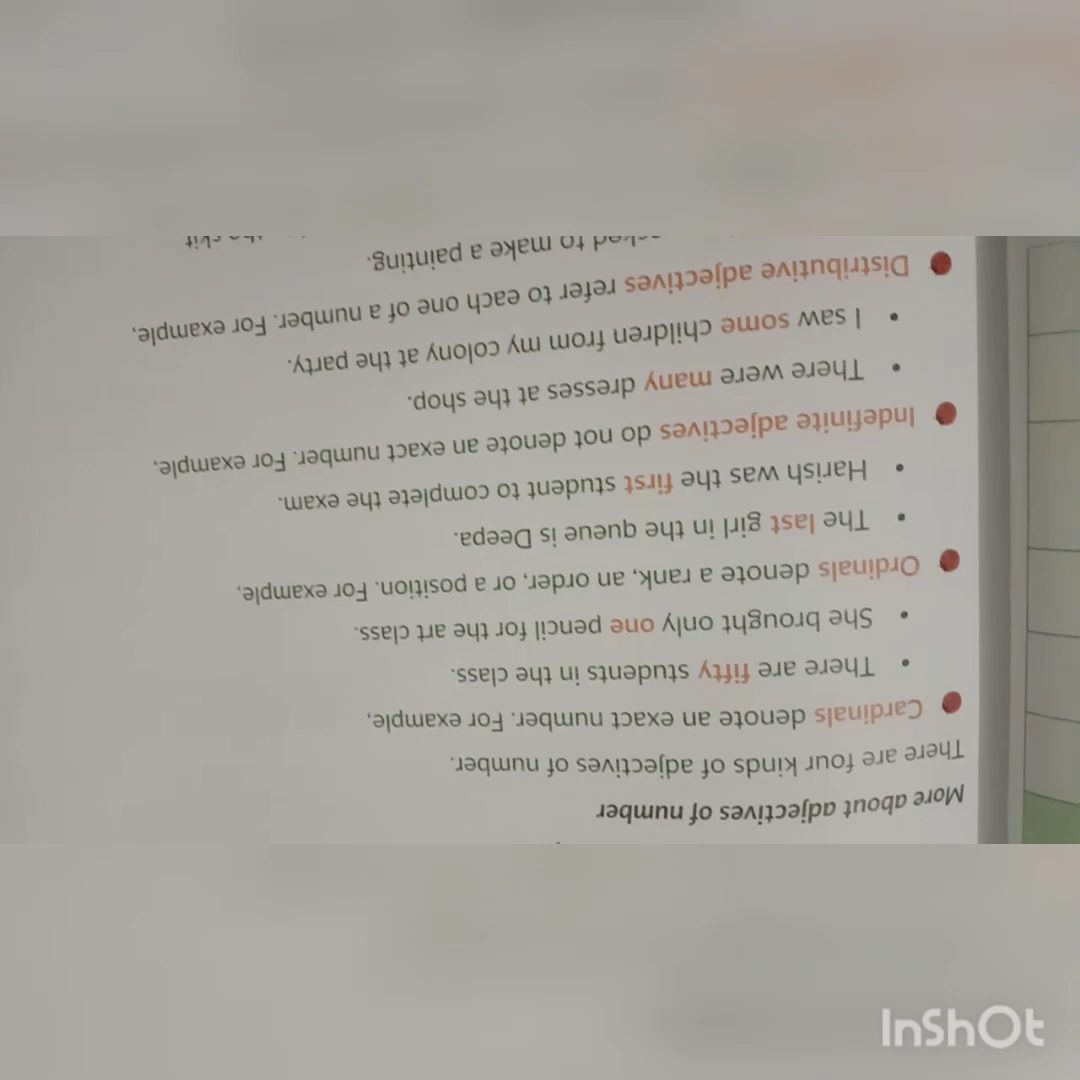 More about adjectives of number
There are four kinds of adjectives of number.
Cardinals denote an exact number. For example,
• There are fifty students in the class.
• She brought only one pencil for the art class.
Ordinals denote a rank, an order, or a position. For example,
• The last girl in the queue is Deepa.
• Harish was the first student to complete the exam.
Indefinite adjectives do not denote an exact number. For example,
• There were many dresses at the shop.
• I saw some children from my colony at the party.
Distributive adjectives refer to each one of a number. For example,
to make a painting.
skit
InShOt